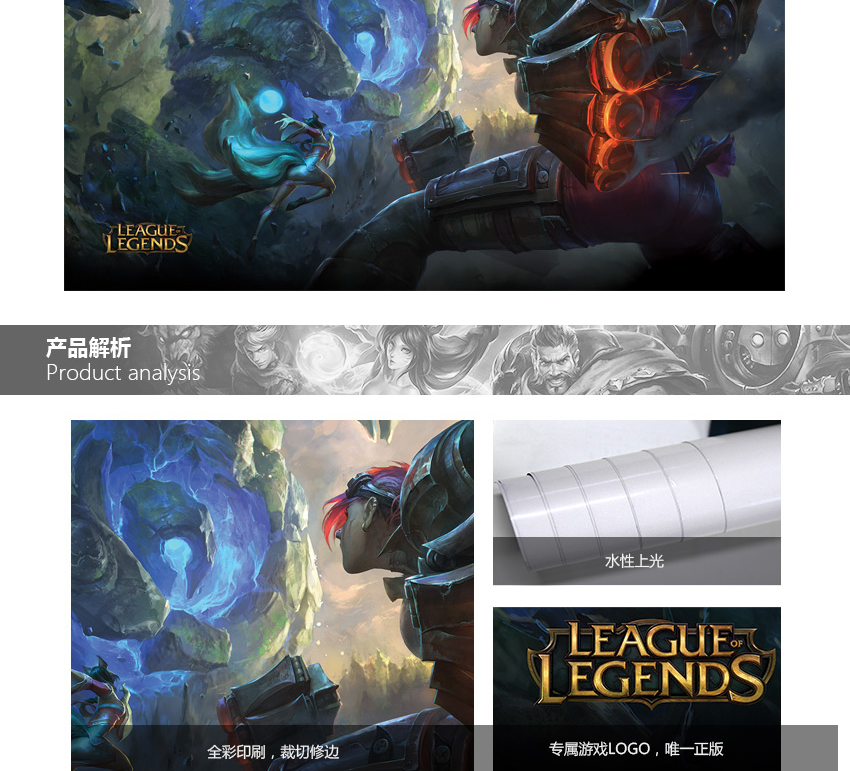 LEAGUE OF
LEGENDS
产品解析
Product analysis
水性上光
LEAGUE OF
LEGENDS
全彩印刷，裁切修边
专属游戏LOGO，唯一正版